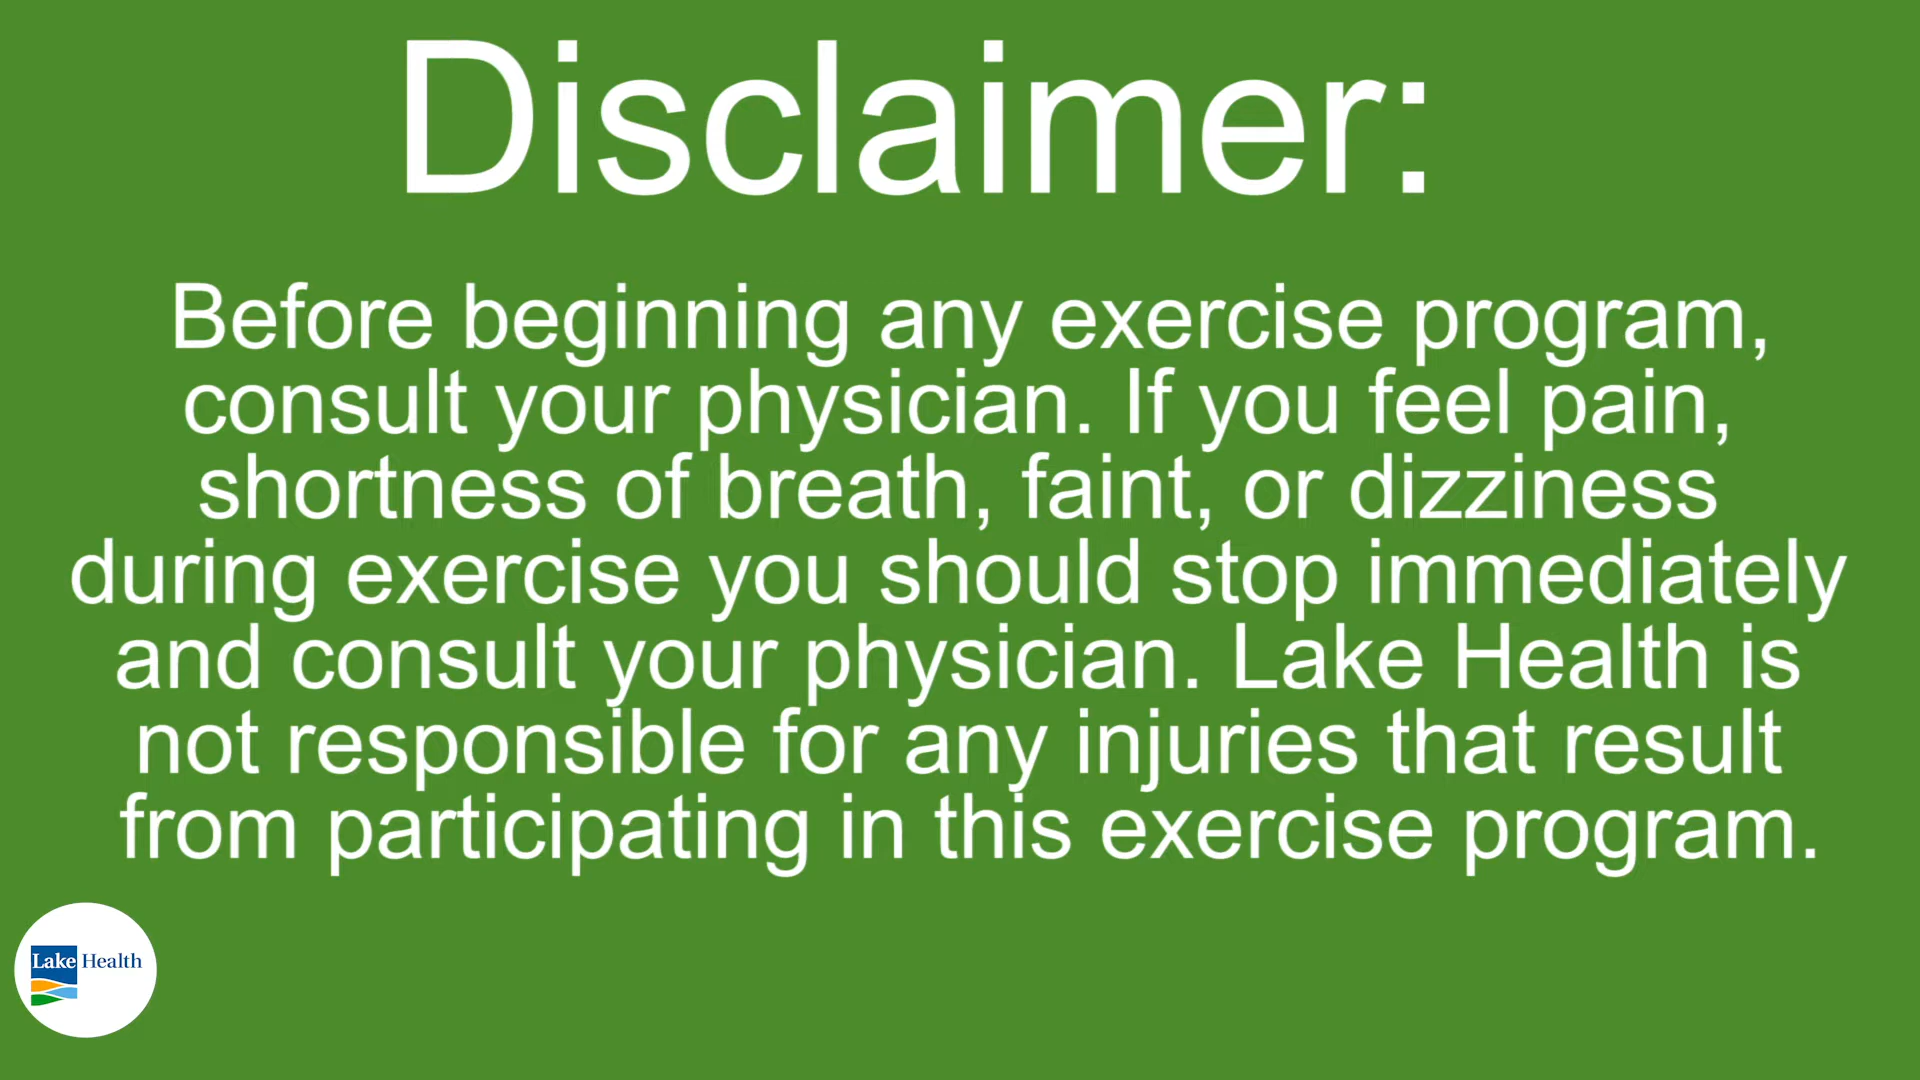 Disclaimer:
Before beginning any exercise program,
consult your physician. If you feel pain,
shortness of breath, faint, or dizziness
during exercise you should stop immediately
and consult your physician. Lake Health is
not responsible for any injuries that result
from participating in this exercise program.
Lake Health